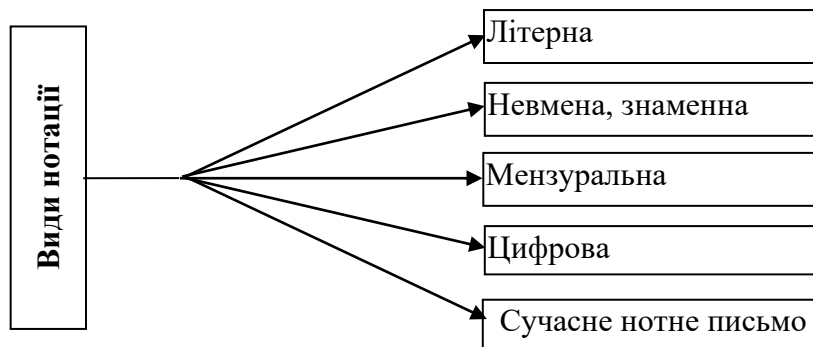 Види нотації
Літерна
Невмена, знаменна
Мензуральна
Цифрова
Сучасне нотне письмо